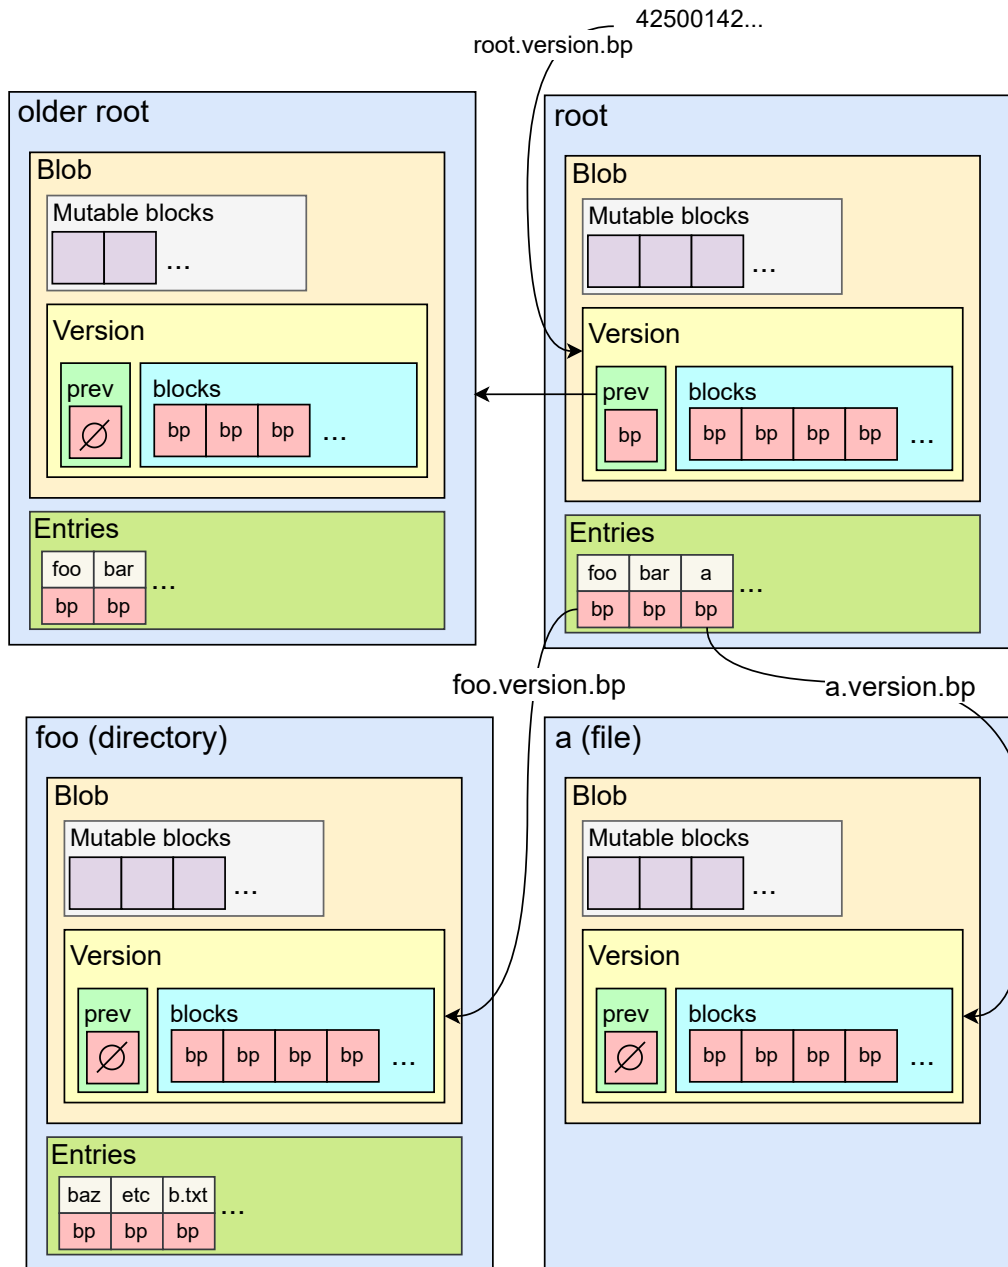 42500142...
root.version.bp
older root
Blob
Mutable blocks
...
Version
prev
∅
blocks
bp bp bp ...
Entries
foo bar
bp bp
...
root
Blob
Mutable blocks
...
Version
prev
bp
blocks
bp bp bp bp ...
Entries
foo bar a
bp bp bp
...
foo.version.bp
a.version.bp
foo (directory)
Blob
Mutable blocks
...
Version
prev
∅
blocks
bp bp bp bp ...
Entries
baz etc b.txt
bp bp bp
...
a (file)
Blob
Mutable blocks
...
Version
prev
∅
blocks
bp bp bp bp ...